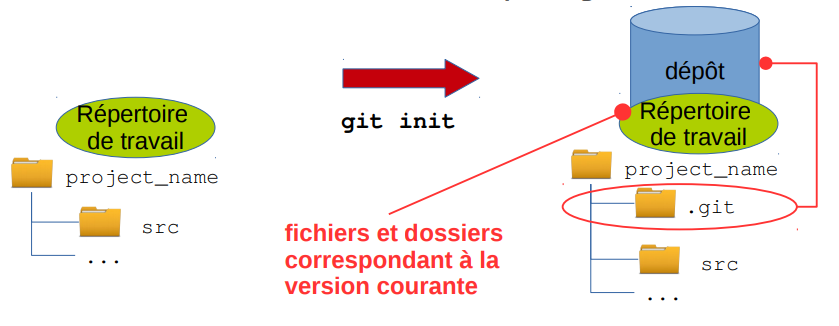 Répertoire
de travail
project_name
src
...
git init
fichiers et dossiers
correspondant à la
version courante
dépôt
Répertoire
de travail
project_name
.git
src
...